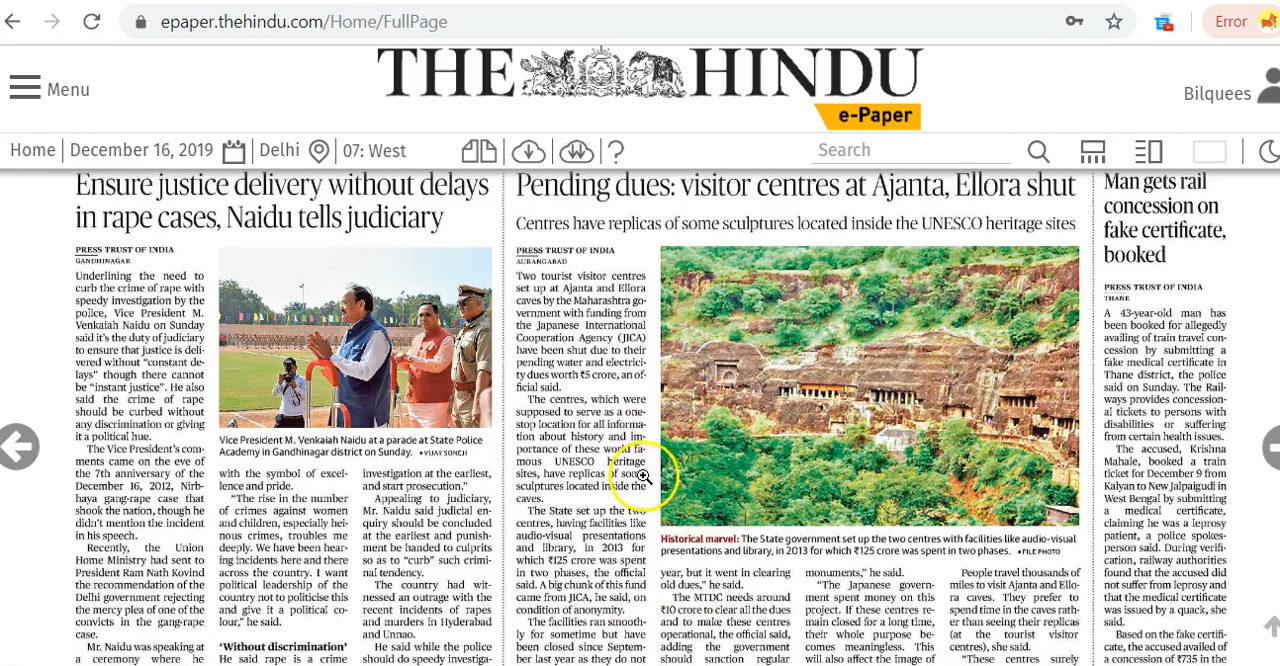 epaper.thehindu.com/Home/FullPage
Error
Menu
THE HINDU
e-Paper
Bilquees
Home
December 16, 2019
Delhi
07: West
?
Search
Ensure justice delivery without delays
in rape cases, Naidu tells judiciary
PRESS TRUST OF INDIA
GANDHINAGAR
Underlining the need to
curb the crime of rape with
speedy investigation by the
police, Vice President M.
Venkaiah Naidu on Sunday
said it's the duty of judiciary
to ensure that justice is deli-
vered without "constant de-
lays" though there cannot
be "instant justice". He also
said the crime of rape
should be curbed without
any discrimination or giving
it a political hue.
The Vice President's com-
ments came on the eve of
the 7th anniversary of the
December 16, 2012, Nirb-
haya gang-rape case that
shook the nation, though he
didn't mention the incident
in his speech.
Recently, the Union
Home Ministry had sent to
President Ram Nath Kovind
the recommendation of the
Delhi government rejecting
the mercy plea of one of the
convicts in the gang-rape
case.
Mr. Naidu was speaking at
a ceremony where he
Vice President M. Venkaiah Naidu at a parade at State Police
Academy in Gandhinagar district on Sunday. •VIJAY SONEJI
with the symbol of excel-
lence and pride.
"The rise in the number
of crimes against women
and children, especially hei-
nous crimes, troubles me
deeply. We have been hear-
ing incidents here and there
across the country. I want
political leadership of the
country not to politicise this
and give it a political co-
lour," he said.
'Without discrimination'
He said rape is a crime
investigation at the earliest,
and start prosecution."
Appealing to judiciary,
Mr. Naidu said judicial en-
quiry should be concluded
at the earliest and punish-
ment be handed to culprits
so as to "curb" such crimi-
nal tendency.
The country had wit-
nessed an outrage with the
recent incidents of rapes
and murders in Hyderabad
and Unnao.
He said while the police
should do speedy investiga-
Pending dues: visitor centres at Ajanta, Ellora shut
Centres have replicas of some sculptures located inside the UNESCO heritage sites
PRESS TRUST OF INDIA
AURANGABAD
Two tourist visitor centres
set up at Ajanta and Ellora
caves by the Maharashtra go-
vernment with funding from
the Japanese International
Cooperation Agency (JICA)
have been shut due to their
pending water and electrici-
ty dues worth ₹5 crore, an of-
ficial said.
The centres, which were
supposed to serve as a one-
stop location for all informa-
tion about history and im-
portance of these world fa-
mous UNESCO heritage
sites, have replicas of some
sculptures located inside the
caves.
The State set up the two
centres, having facilities like
audio-visual presentations
and library, in 2013 for
which ₹125 crore was spent
in two phases, the official
said. A big chunk of this fund
came from JICA, he said, on
condition of anonymity.
The facilities ran smooth-
ly for sometime but have
been closed since Septem-
ber last year as they do not
Historical marvel: The State government set up the two centres with facilities like audio-visual
presentations and library, in 2013 for which ₹125 crore was spent in two phases. •FILE PHOTO
year, but it went in clearing
old dues," he said.
The MTDC needs around
₹10 crore to clear all the dues
and to make these centres
operational, the official said,
adding the government
should sanction regular
monuments," he said.
"The Japanese govern-
ment spent money on this
project. If these centres re-
main closed for a long time,
their whole purpose be-
comes meaningless. This
will also affect the image of
People travel thousands of
miles to visit Ajanta and Ello-
ra caves. They prefer to
spend time in the caves rath-
er than seeing their replicas
(at the tourist visitor
centres), she said.
"These centres surely
Man gets rail
concession on
fake certificate,
booked
PRESS TRUST OF INDIA
THANE
A 43-year-old man has
been booked for allegedly
availing of train travel con-
cession by submitting a
fake medical certificate in
Thane district, the police
said on Sunday. The Rail-
ways provides concession-
al tickets to persons with
disabilities or suffering
from certain health issues.
The accused, Krishna
Mahale, booked a train
ticket for December 9 from
Kalyan to New Jalpaigudi in
West Bengal by submitting
a medical certificate,
claiming he was a leprosy
patient, a police spokes-
person said. During verifi-
cation, railway authorities
found that the accused did
not suffer from leprosy and
that the medical certificate
was issued by a quack, she
said.
Based on the fake certifi-
cate, the accused availed of
a concession of ₹735 in the